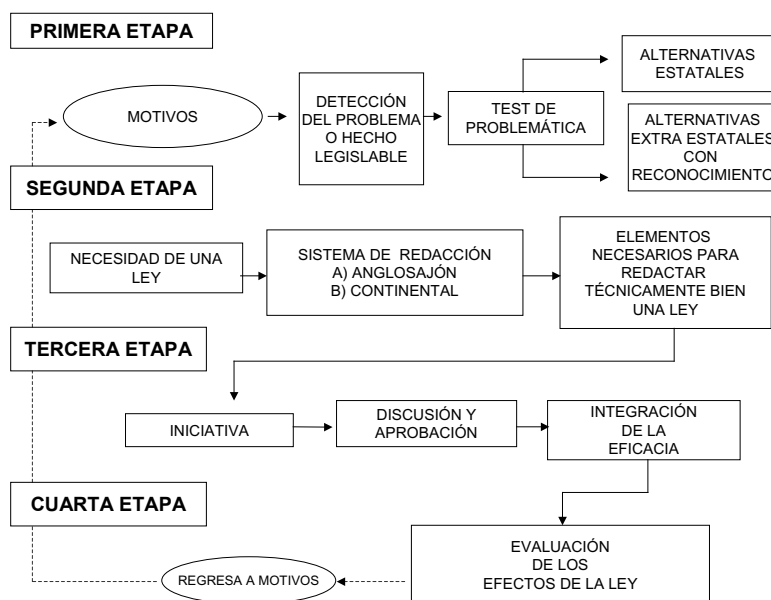 PRIMERA ETAPA
MOTIVOS
DETECCIÓN
DEL PROBLEMA
O HECHO
LEGISLABLE
TEST DE
PROBLEMÁTICA
ALTERNATIVAS
ESTATALES
ALTERNATIVAS
EXTRA ESTATALES
CON
RECONOCIMIENTO
SEGUNDA ETAPA
NECESIDAD DE UNA
LEY
SISTEMA DE REDACCIÓN
A) ANGLOSAJÓN
B) CONTINENTAL
ELEMENTOS
NECESARIOS PARA
REDACTAR
TÉCNICAMENTE BIEN
UNA LEY
TERCERA ETAPA
INICIATIVA
DISCUSIÓN Y
APROBACIÓN
INTEGRACIÓN
DE LA
EFICACIA
CUARTA ETAPA
EVALUACIÓN
DE LOS
EFECTOS DE LA LEY
REGRESA A MOTIVOS